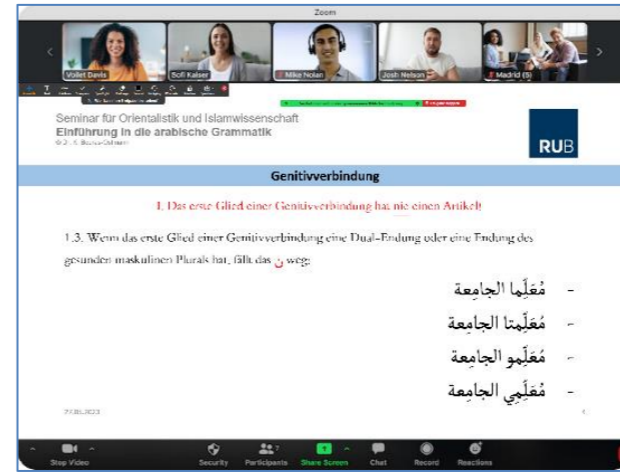 Zoom
Violet Davis
Sofi Kaiser
Mike Nolan
Josh Nelson
Madrid (5)
Seminar für Orientalistik und Islamwissenschaft
Einführung in die arabische Grammatik
RUB
Genitivverbindung
1. Das erste Glied einer Genitivverbindung hat nie einen Artikel!
1.3. Wenn das erste Glied einer Genitivverbindung eine Dual-Endung oder eine Endung des
gesunden maskulinen Plurals hat, fällt das ن weg:
- مُعَلِّما الجامِعة
- مُعَلِّمتا الجامِعة
- مُعَلِّمو الجامِعة
- مُعَلِّمِي الجامِعة
Stop Video
Security
Participants
Share Screen
Chat
Record
Reactions